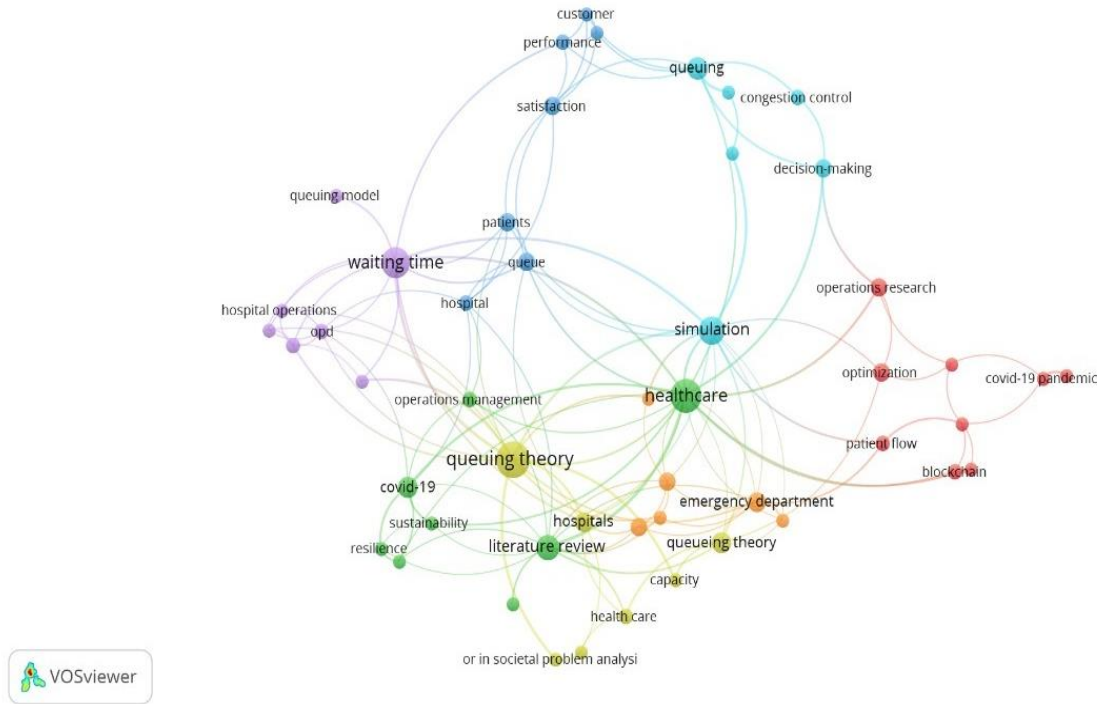 customer
performance
queuing
congestion control
satisfaction
decision-making
queuing model
patients
waiting time
queue
operations research
hospital
hospital operations
opd
simulation
optimization
covid-19 pandemic
healthcare
operations management
patient flow
queuing theory
blockchain
covid-19
emergency department
sustainability
hospitals
queueing theory
resilience
literature review
capacity
health care
or in societal problem analysi
VOSviewer